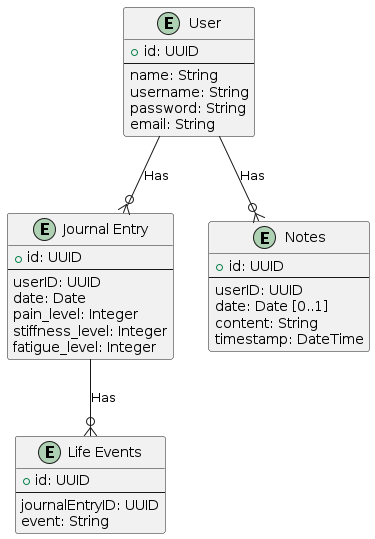 E User
id: UUID
name: String
username: String
password: String
email: String
Has
Has
E Journal Entry
id: UUID
userID: UUID
date: Date
pain_level: Integer
stiffness_level: Integer
fatigue_level: Integer
E Notes
id: UUID
userID: UUID
date: Date [0..1]
content: String
timestamp: DateTime
Has
E Life Events
id: UUID
journalEntryID: UUID
event: String